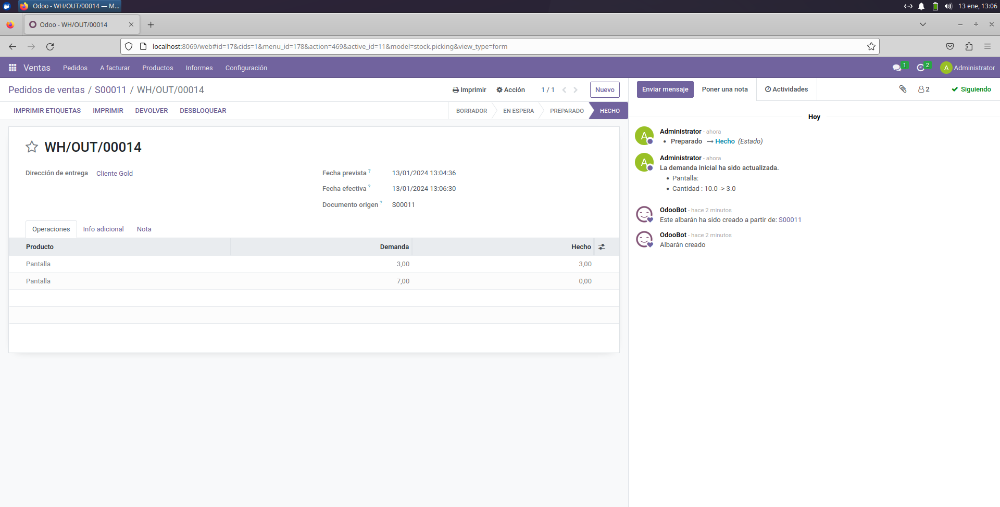 Odoo - WH/OUT/00014 — M...
13 ene, 13:06
Odoo - WH/OUT/00014
localhost:8069/web#id=17&cids=1&menu_id=178&action=469&active_id=11&model=stock.picking&view_type=form
Ventas Pedidos A facturar Productos Informes Configuración
1 2 A Administrator
Pedidos de ventas / S00011 / WH/OUT/00014
Imprimir Acción 1 / 1 Nuevo
Enviar mensaje Poner una nota Actividades 2 Siguiendo
IMPRIMIR ETIQUETAS IMPRIMIR DEVOLVER DESBLOQUEAR
BORRADOR EN ESPERA PREPARADO HECHO
WH/OUT/00014
Dirección de entrega Cliente Gold
Fecha prevista ? 13/01/2024 13:04:36
Fecha efectiva ? 13/01/2024 13:06:30
Documento origen ? S00011
Operaciones Info adicional Nota
Producto Demanda Hecho
Pantalla 3,00 3,00
Pantalla 7,00 0,00
Hoy
A
Administrator - ahora
• Preparado → Hecho (Estado)
A
Administrator - ahora
La demanda inicial ha sido actualizada.
• Pantalla:
• Cantidad : 10.0 -> 3.0
OdooBot - hace 2 minutos
Este albarán ha sido creado a partir de: S00011
OdooBot - hace 2 minutos
Albarán creado